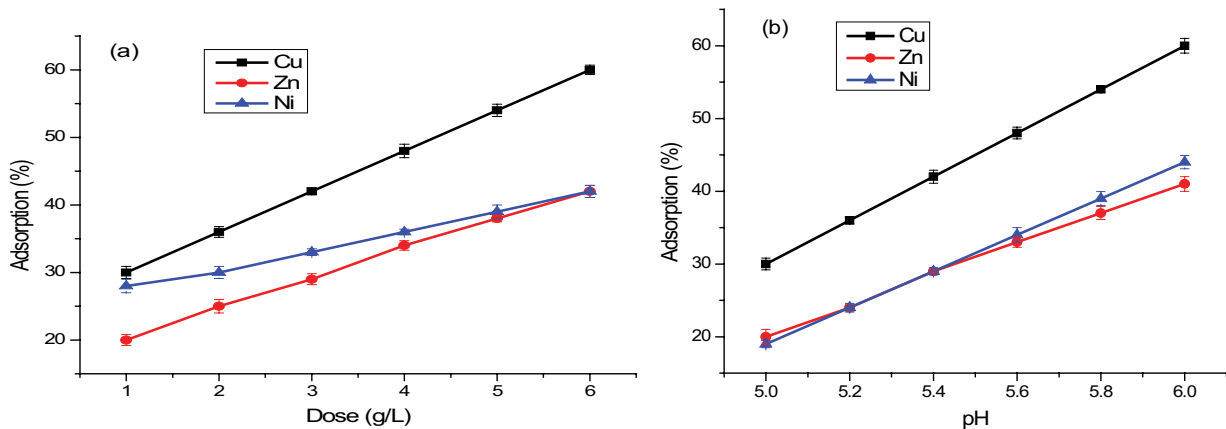 (a)
Cu
Zn
Ni
60
50
40
30
20
Adsorption (%)
1 2 3 4 5 6
Dose (g/L)
(b)
Cu
Zn
Ni
60
50
40
30
20
Adsorption (%)
5.0 5.2 5.4 5.6 5.8 6.0
pH